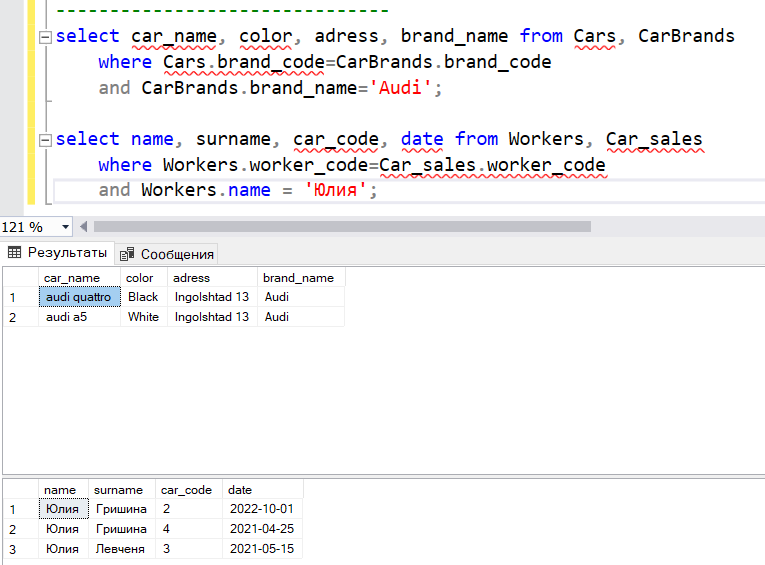 -------------------------------
select car_name, color, adress, brand_name from Cars, CarBrands
where Cars.brand_code=CarBrands.brand_code
and CarBrands.brand_name='Audi';
select name, surname, car_code, date from Workers, Car_sales
where Workers.worker_code=Car_sales.worker_code
and Workers.name = 'Юлия';
121 %
Результаты Сообщения
car_name color adress brand_name
1 audi quattro Black Ingolshtad 13 Audi
2 audi a5 White Ingolshtad 13 Audi
name surname car_code date
1 Юлия Гришина 2 2022-10-01
2 Юлия Гришина 4 2021-04-25
3 Юлия Левченя 3 2021-05-15